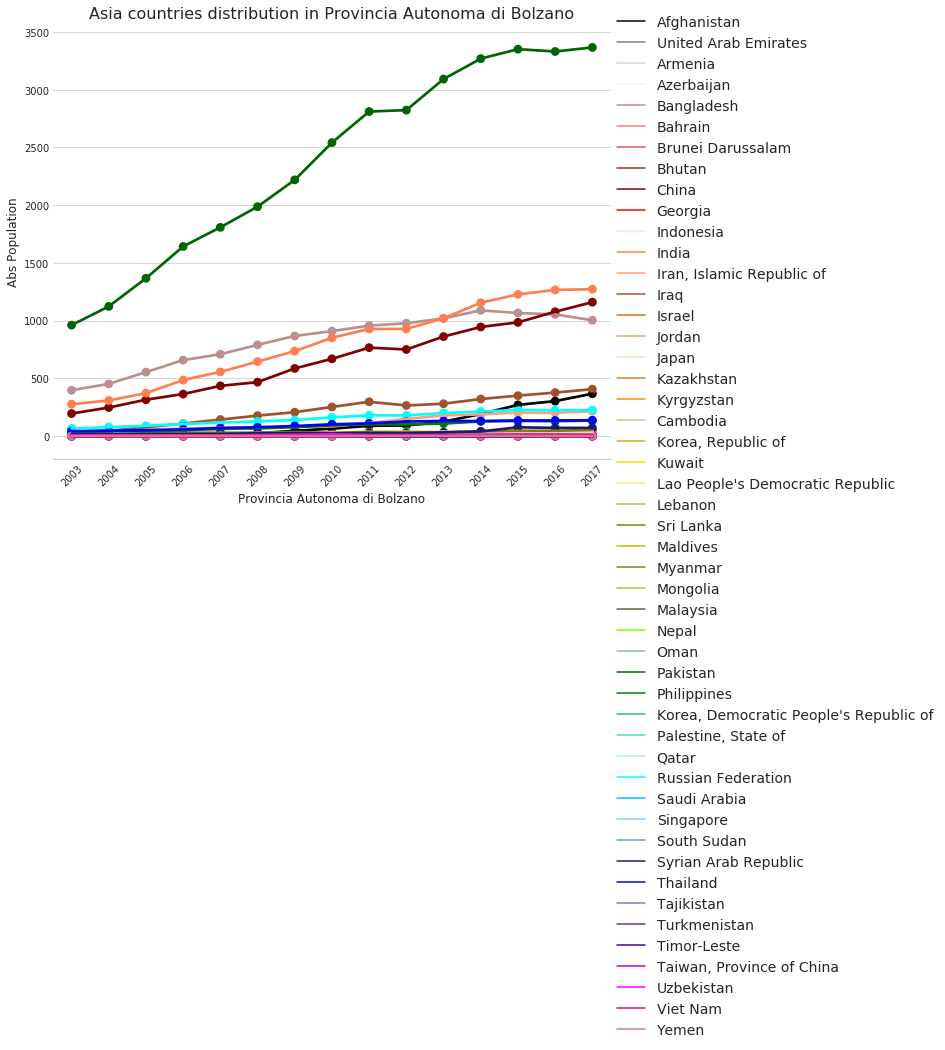 Asia countries distribution in Provincia Autonoma di Bolzano
3500
3000
2500
2000
1500
1000
500
0
Abs Population
2003
2004
2005
2006
2007
2008
2009
2010
2011
2012
2013
2014
2015
2016
2017
Provincia Autonoma di Bolzano
Afghanistan
United Arab Emirates
Armenia
Azerbaijan
Bangladesh
Bahrain
Brunei Darussalam
Bhutan
China
Georgia
Indonesia
India
Iran, Islamic Republic of
Iraq
Israel
Jordan
Japan
Kazakhstan
Kyrgyzstan
Cambodia
Korea, Republic of
Kuwait
Lao People's Democratic Republic
Lebanon
Sri Lanka
Maldives
Myanmar
Mongolia
Malaysia
Nepal
Oman
Pakistan
Philippines
Korea, Democratic People's Republic of
Palestine, State of
Qatar
Russian Federation
Saudi Arabia
Singapore
South Sudan
Syrian Arab Republic
Thailand
Tajikistan
Turkmenistan
Timor-Leste
Taiwan, Province of China
Uzbekistan
Viet Nam
Yemen